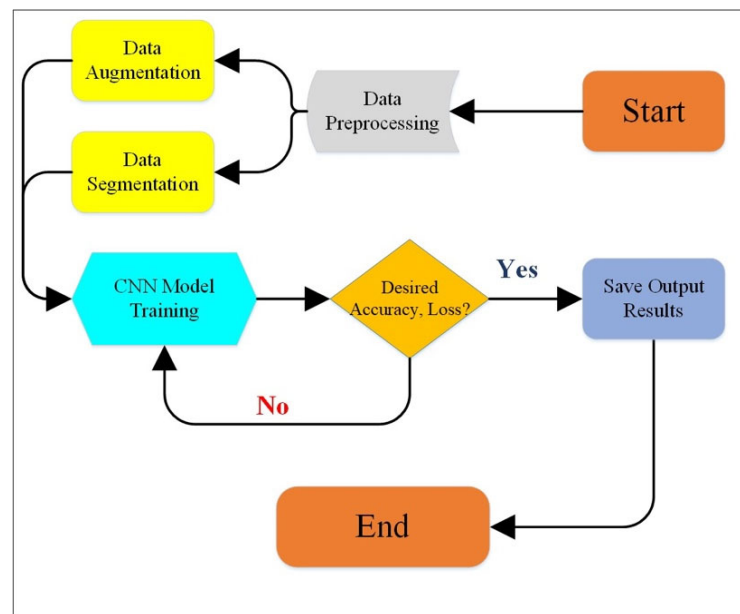 Start
Data
Preprocessing
Data
Augmentation
Data
Segmentation
CNN Model
Training
Desired
Accuracy, Loss?
Yes
No
Save Output
Results
End